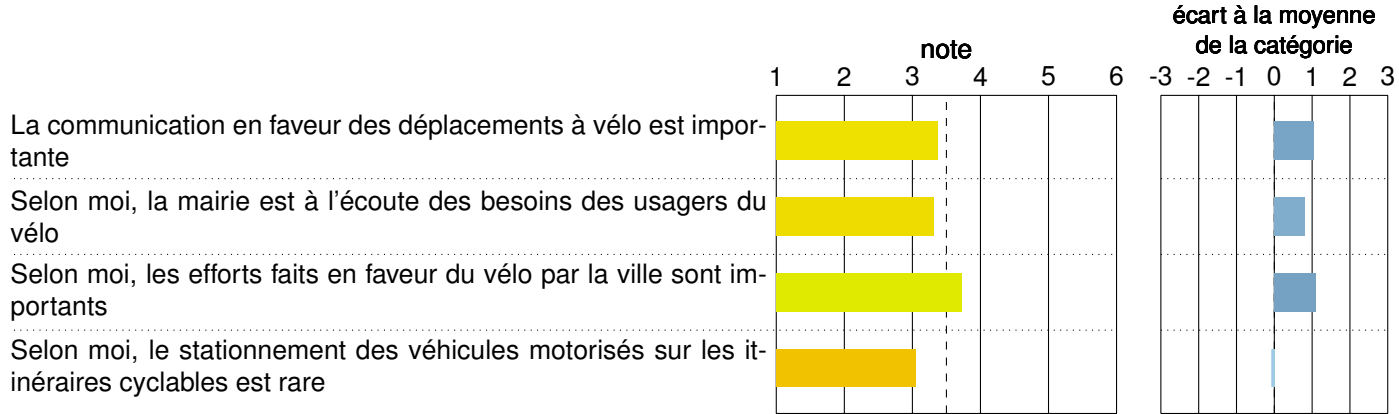 écart à la moyenne
de la catégorie
note
1 2 3 4 5 6
-3 -2 -1 0 1 2 3
La communication en faveur des déplacements à vélo est impor-
tante
Selon moi, la mairie est à l'écoute des besoins des usagers du
vélo
Selon moi, les efforts faits en faveur du vélo par la ville sont im-
portants
Selon moi, le stationnement des véhicules motorisés sur les it-
inéraires cyclables est rare